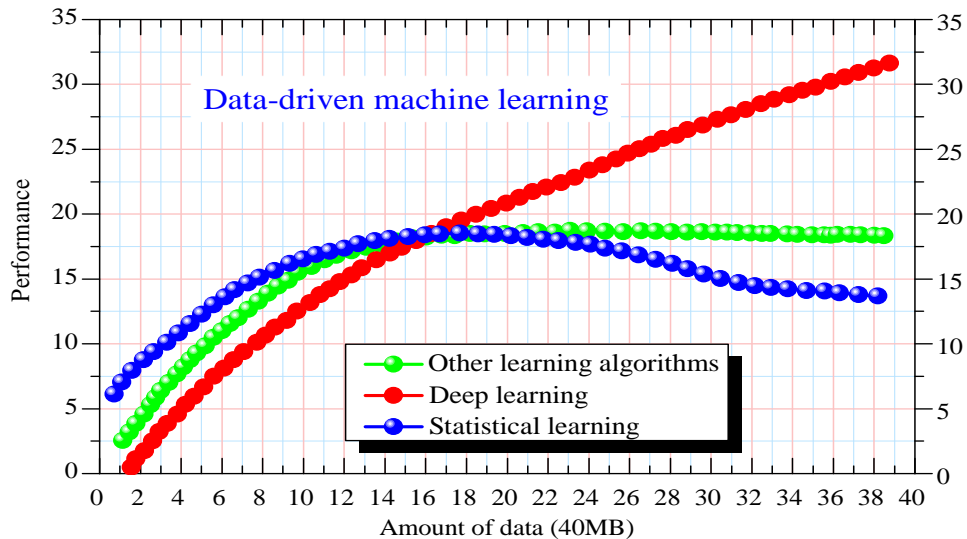 Data-driven machine learning
Performance
35
30
25
20
15
10
5
0
35
30
25
20
15
10
5
0
Other learning algorithms
Deep learning
Statistical learning
0 2 4 6 8 10 12 14 16 18 20 22 24 26 28 30 32 34 36 38 40
Amount of data (40MB)